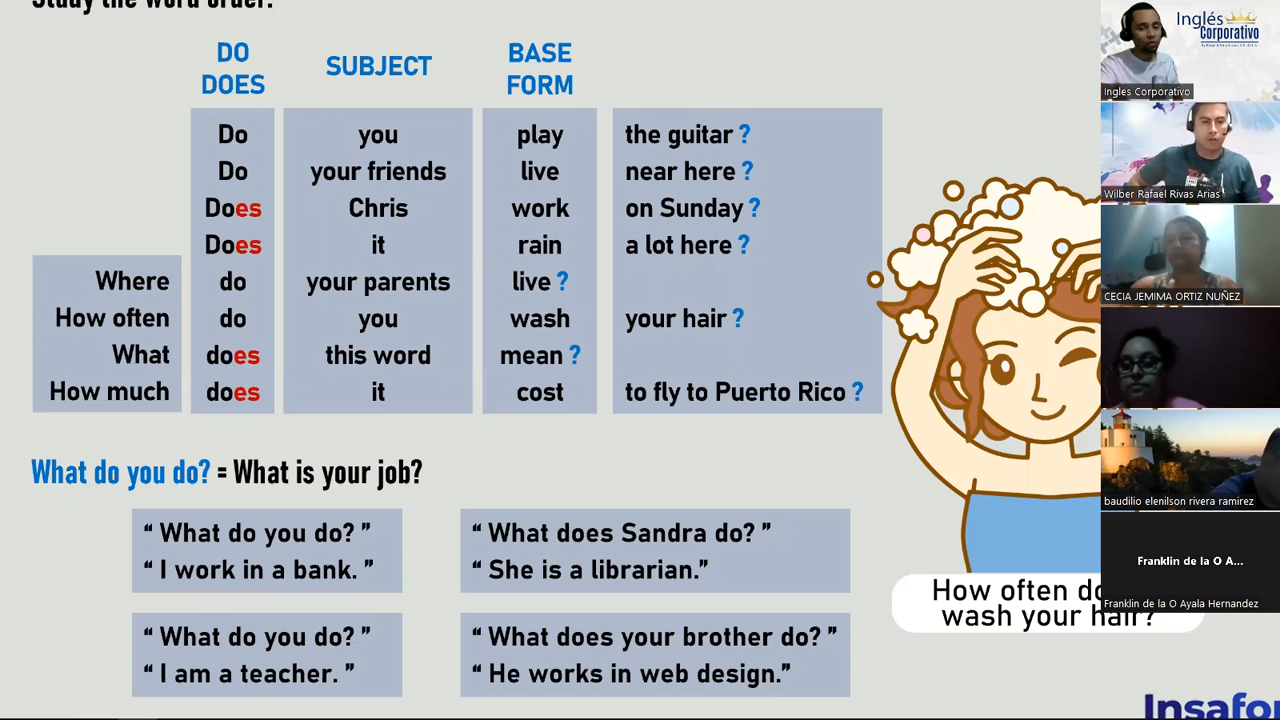 Study the word order:
DO DOES SUBJECT BASE FORM
Do you play the guitar ?
Do your friends live near here ?
Does Chris work on Sunday ?
Does it rain a lot here ?
Where do your parents live ?
How often do you wash your hair ?
What does this word mean ?
How much does it cost to fly to Puerto Rico ?
What do you do? = What is your job?
“ What do you do? ”
“ I work in a bank. ”
“ What does Sandra do? ”
“ She is a librarian.”
“ What do you do? ”
“ I am a teacher. ”
“ What does your brother do? ”
“ He works in web design.”
How often do
wash your hair?
Inglés
Corporativo
Ingles Corporativo
Wilber Rafael Rivas Arias
CECIA JEMIMA ORTIZ NUÑEZ
baudilio elenilson rivera ramirez
Franklin de la O A...
Franklin de la O Ayala Hernandez
Insafo